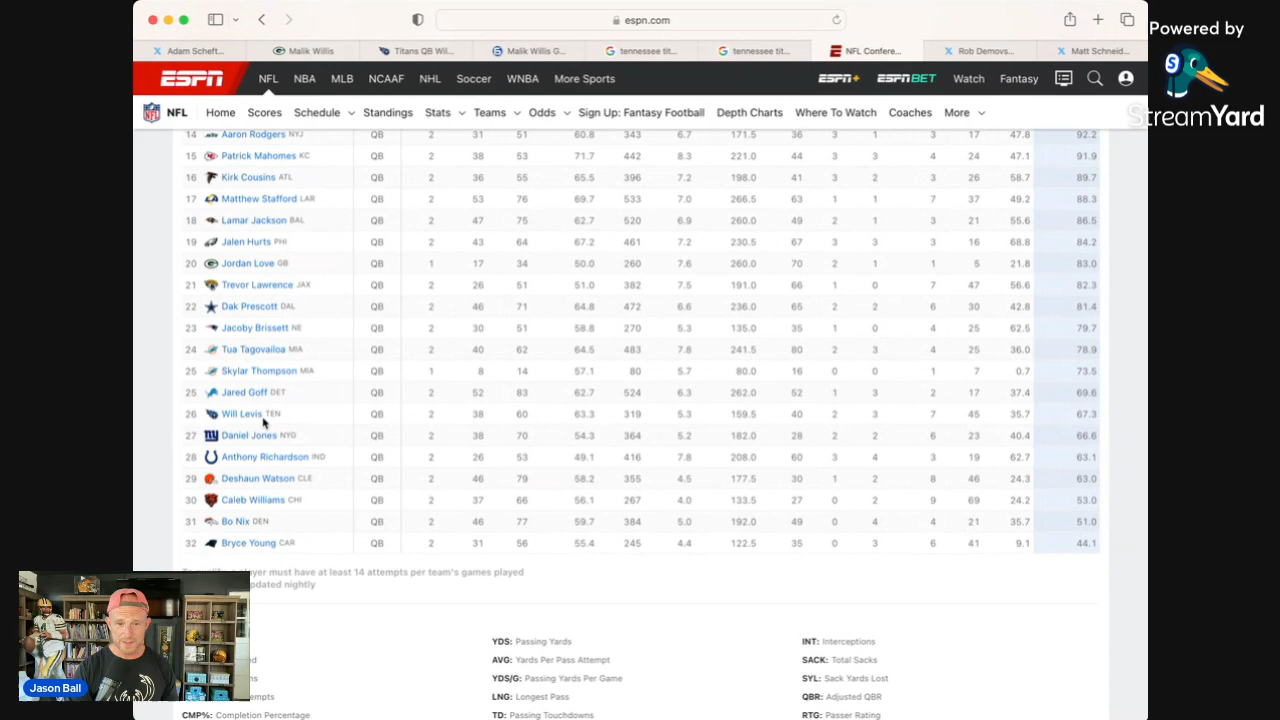 espn.com
Powered by
Adam Scheft...
Malik Willis
Titans QB Wil...
Malik Willis G...
tennessee tit...
tennessee tit...
NFL Confere...
Rob Demovs...
Matt Schneid...
StreamYard
ESPN NFL NBA MLB NCAAF NHL Soccer WNBA More Sports ESPN+ ESPN BET Watch Fantasy
NFL Home Scores Schedule Standings Stats Teams Odds Sign Up: Fantasy Football Depth Charts Where To Watch Coaches More
14 Aaron Rodgers NYJ QB 2 31 51 60.8 343 6.7 171.5 36 3 1 3 17 47.8 92.2
15 Patrick Mahomes KC QB 2 38 53 71.7 442 8.3 221.0 44 3 3 4 24 47.1 91.9
16 Kirk Cousins ATL QB 2 36 55 65.5 396 7.2 198.0 41 3 2 3 26 58.7 89.7
17 Matthew Stafford LAR QB 2 53 76 69.7 533 7.0 266.5 63 1 1 7 37 49.2 88.3
18 Lamar Jackson BAL QB 2 47 75 62.7 520 6.9 260.0 49 2 1 3 21 55.6 86.5
19 Jalen Hurts PHI QB 2 43 64 67.2 461 7.2 230.5 67 3 3 3 16 68.8 84.2
20 Jordan Love GB QB 1 17 34 50.0 260 7.6 260.0 70 2 1 1 5 21.8 83.0
21 Trevor Lawrence JAX QB 2 26 51 51.0 382 7.5 191.0 66 1 0 7 47 56.6 82.3
22 Dak Prescott DAL QB 2 46 71 64.8 472 6.6 236.0 65 2 2 6 30 42.8 81.4
23 Jacoby Brissett NE QB 2 30 51 58.8 270 5.3 135.0 35 1 0 4 25 62.5 79.7
24 Tua Tagovailoa MIA QB 2 40 62 64.5 483 7.8 241.5 80 2 3 4 25 36.0 78.9
25 Skylar Thompson MIA QB 1 8 14 57.1 80 5.7 80.0 16 0 0 1 7 0.7 73.5
25 Jared Goff DET QB 2 52 83 62.7 524 6.3 262.0 52 1 3 2 17 37.4 69.6
26 Will Levis TEN QB 2 38 60 63.3 319 5.3 159.5 40 2 3 7 45 35.7 67.3
27 Daniel Jones NYG QB 2 38 70 54.3 364 5.2 182.0 28 2 2 6 23 40.4 66.6
28 Anthony Richardson IND QB 2 26 53 49.1 416 7.8 208.0 60 3 4 3 19 62.7 63.1
29 Deshaun Watson CLE QB 2 46 79 58.2 355 4.5 177.5 30 1 2 8 46 24.3 63.0
30 Caleb Williams CHI QB 2 37 66 56.1 267 4.0 133.5 27 0 2 9 69 24.2 53.0
31 Bo Nix DEN QB 2 46 77 59.7 384 5.0 192.0 49 0 4 4 21 35.7 51.0
32 Bryce Young CAR QB 2 31 56 55.4 245 4.4 122.5 35 0 3 6 41 9.1 44.1
player must have at least 14 attempts per team's games played
pdated nightly
YDS: Passing Yards
INT: Interceptions
AVG: Yards Per Pass Attempt
SACK: Total Sacks
YDS/G: Passing Yards Per Game
SYL: Sack Yards Lost
Jason Ball
LNG: Longest Pass
QBR: Adjusted QBR
CMP%: Completion Percentage
TD: Passing Touchdowns
RTG: Passer Rating